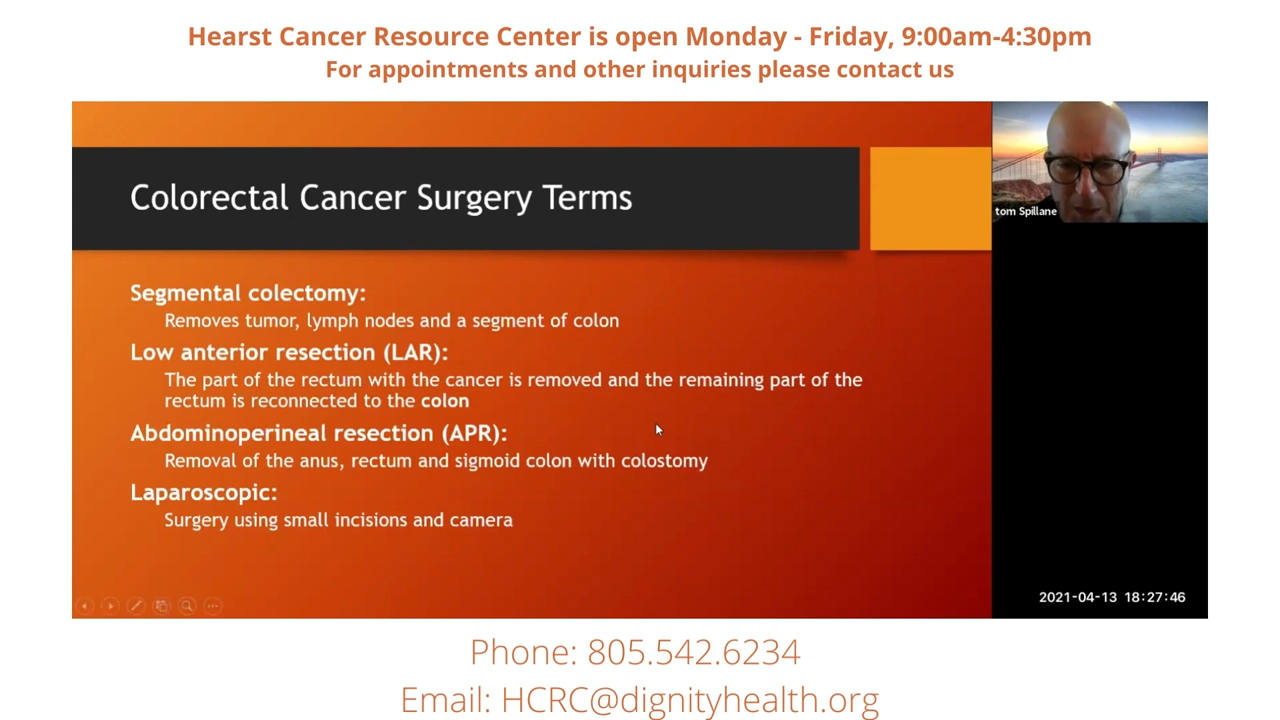 Hearst Cancer Resource Center is open Monday - Friday, 9:00am-4:30pm
For appointments and other inquiries please contact us
Colorectal Cancer Surgery Terms
tom Spillane
Segmental colectomy:
Removes tumor, lymph nodes and a segment of colon
Low anterior resection (LAR):
The part of the rectum with the cancer is removed and the remaining part of the
rectum is reconnected to the colon
Abdominoperineal resection (APR):
Removal of the anus, rectum and sigmoid colon with colostomy
Laparoscopic:
Surgery using small incisions and camera
2021-04-13 18:27:46
Phone: 805.542.6234
Email: HCRC@dignityhealth.org